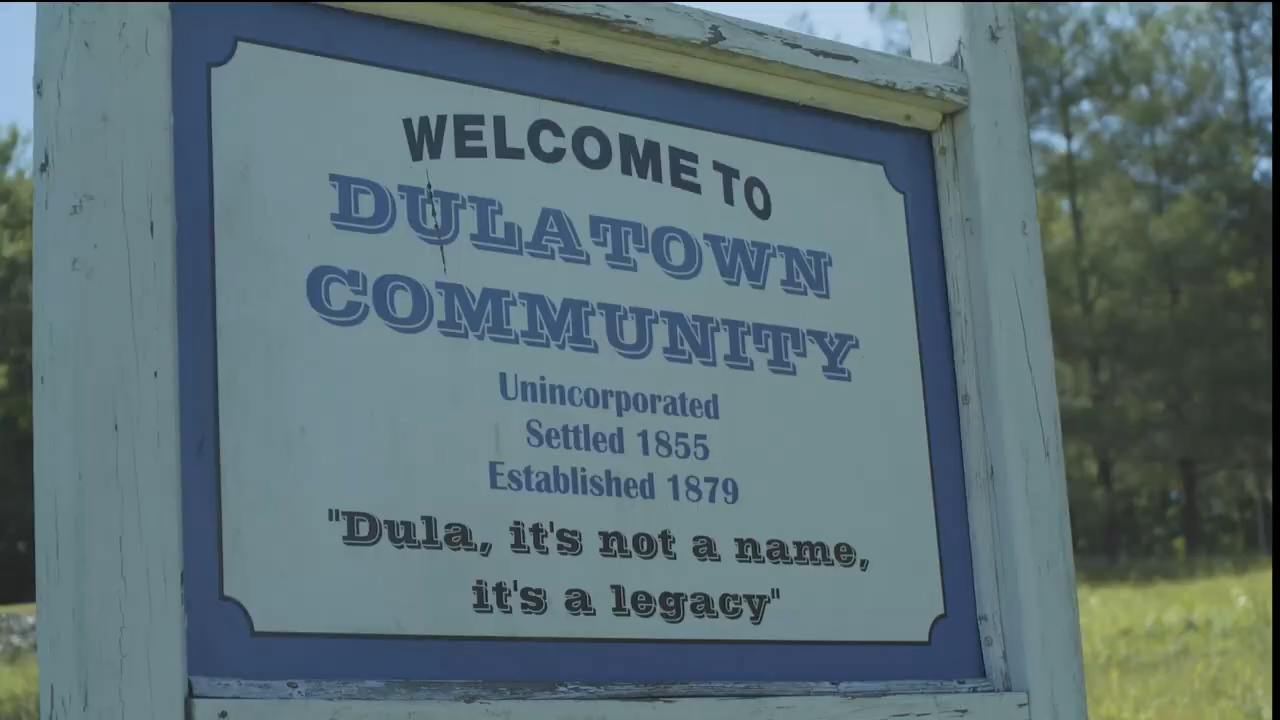 WELCOME TO
DULATOWN
COMMUNITY
Unincorporated
Settled 1855
Established 1879
"Dula, it's not a name,
it's a legacy"